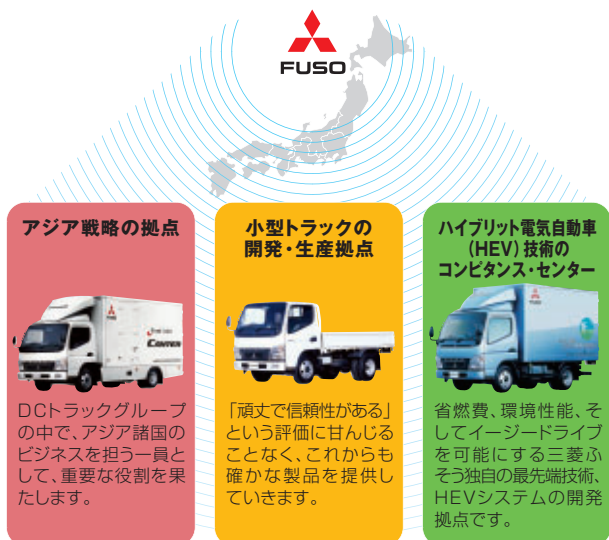 FUSO
アジア戦略の拠点
DCトラックグループ
の中で、アジア諸国の
ビジネスを担う一員と
して、重要な役割を果
たします。
小型トラックの
開発・生産拠点
「頑丈で信頼性がある」
という評価に甘んじる
ことなく、これからも
確かな製品を提供し
ていきます。
ハイブリット電気自動車
(HEV)技術の
コンピタンス・センター
省燃費、環境性能、そ
してイージードライブ
を可能にする三菱ふ
そう独自の最先端技術、
HEVシステムの開発
拠点です。